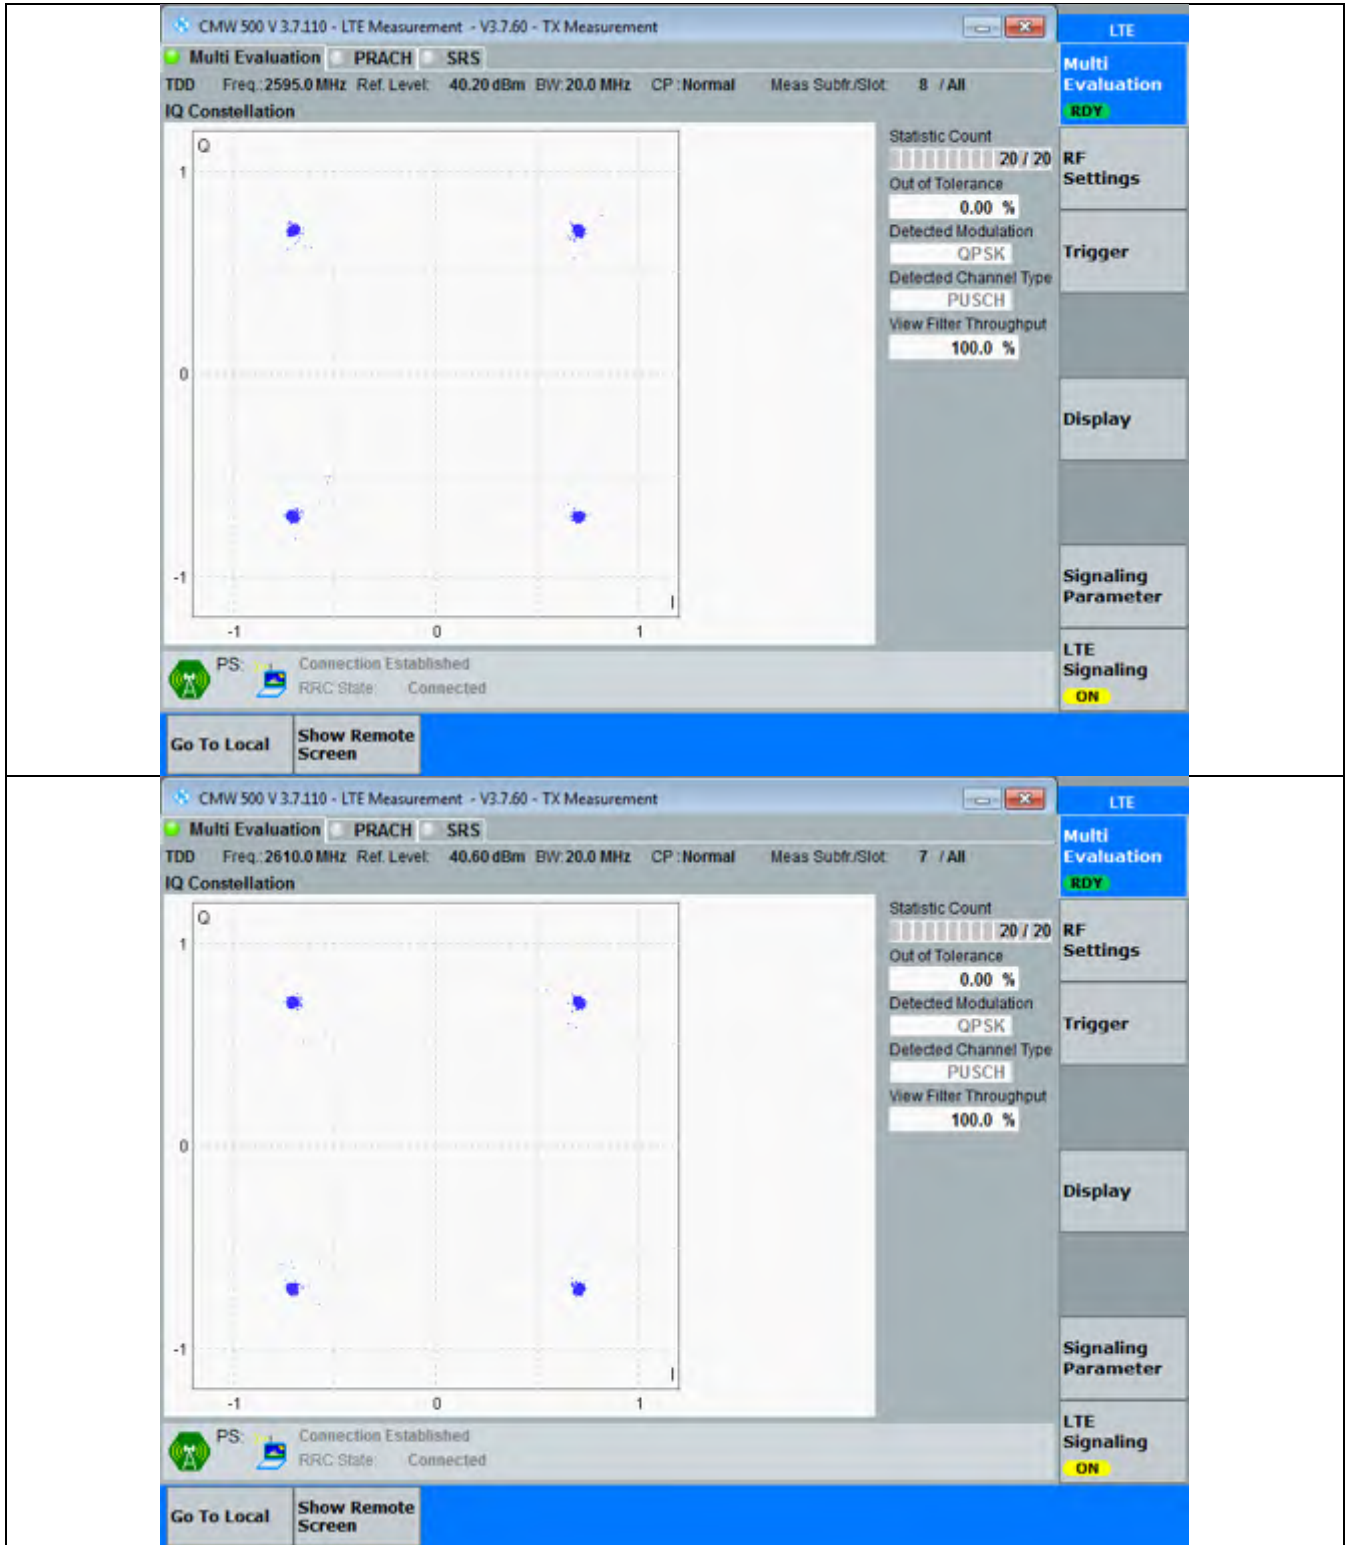 CMW 500 V 3.7.110 - LTE Measurement - V3.7.60 - TX Measurement
LTE
Multi Evaluation PRACH SRS
Multi
Evaluation
RDY
TDD Freq.:2595.0 MHz Ref. Level: 40.20 dBm BW:20.0 MHz CP :Normal Meas Subfr./Slot: 8 / All
IQ Constellation
Q
1
0
-1
-1 0 1
I
Statistic Count
20 / 20
Out of Tolerance
0.00 %
Detected Modulation
QPSK
Detected Channel Type
PUSCH
View Filter Throughput
100.0 %
RF
Settings
Trigger
Display
Signaling
Parameter
LTE
Signaling
ON
PS: Connection Established
RRC State: Connected
Go To Local
Show Remote
Screen
CMW 500 V 3.7.110 - LTE Measurement - V3.7.60 - TX Measurement
LTE
Multi Evaluation PRACH SRS
Multi
Evaluation
RDY
TDD Freq.:2610.0 MHz Ref. Level: 40.60 dBm BW:20.0 MHz CP :Normal Meas Subfr./Slot: 7 / All
IQ Constellation
Q
1
0
-1
-1 0 1
I
Statistic Count
20 / 20
Out of Tolerance
0.00 %
Detected Modulation
QPSK
Detected Channel Type
PUSCH
View Filter Throughput
100.0 %
RF
Settings
Trigger
Display
Signaling
Parameter
LTE
Signaling
ON
PS: Connection Established
RRC State: Connected
Go To Local
Show Remote
Screen